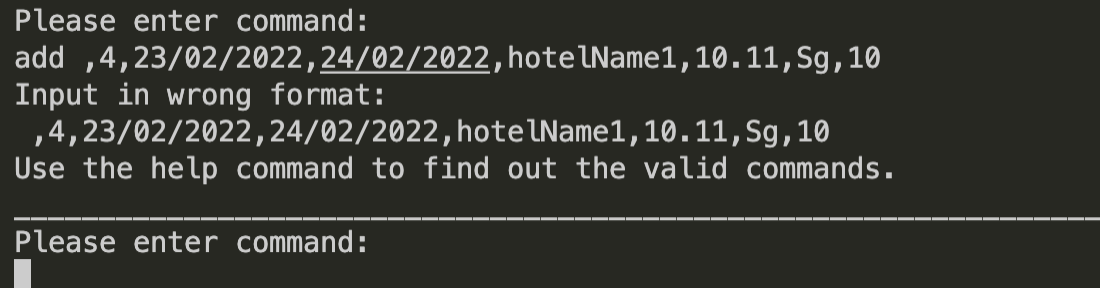 Please enter command:
add ,4,23/02/2022,24/02/2022,hotelName1,10.11,Sg,10
Input in wrong format:
 ,4,23/02/2022,24/02/2022,hotelName1,10.11,Sg,10
Use the help command to find out the valid commands.
_________________________________________________________________
Please enter command: